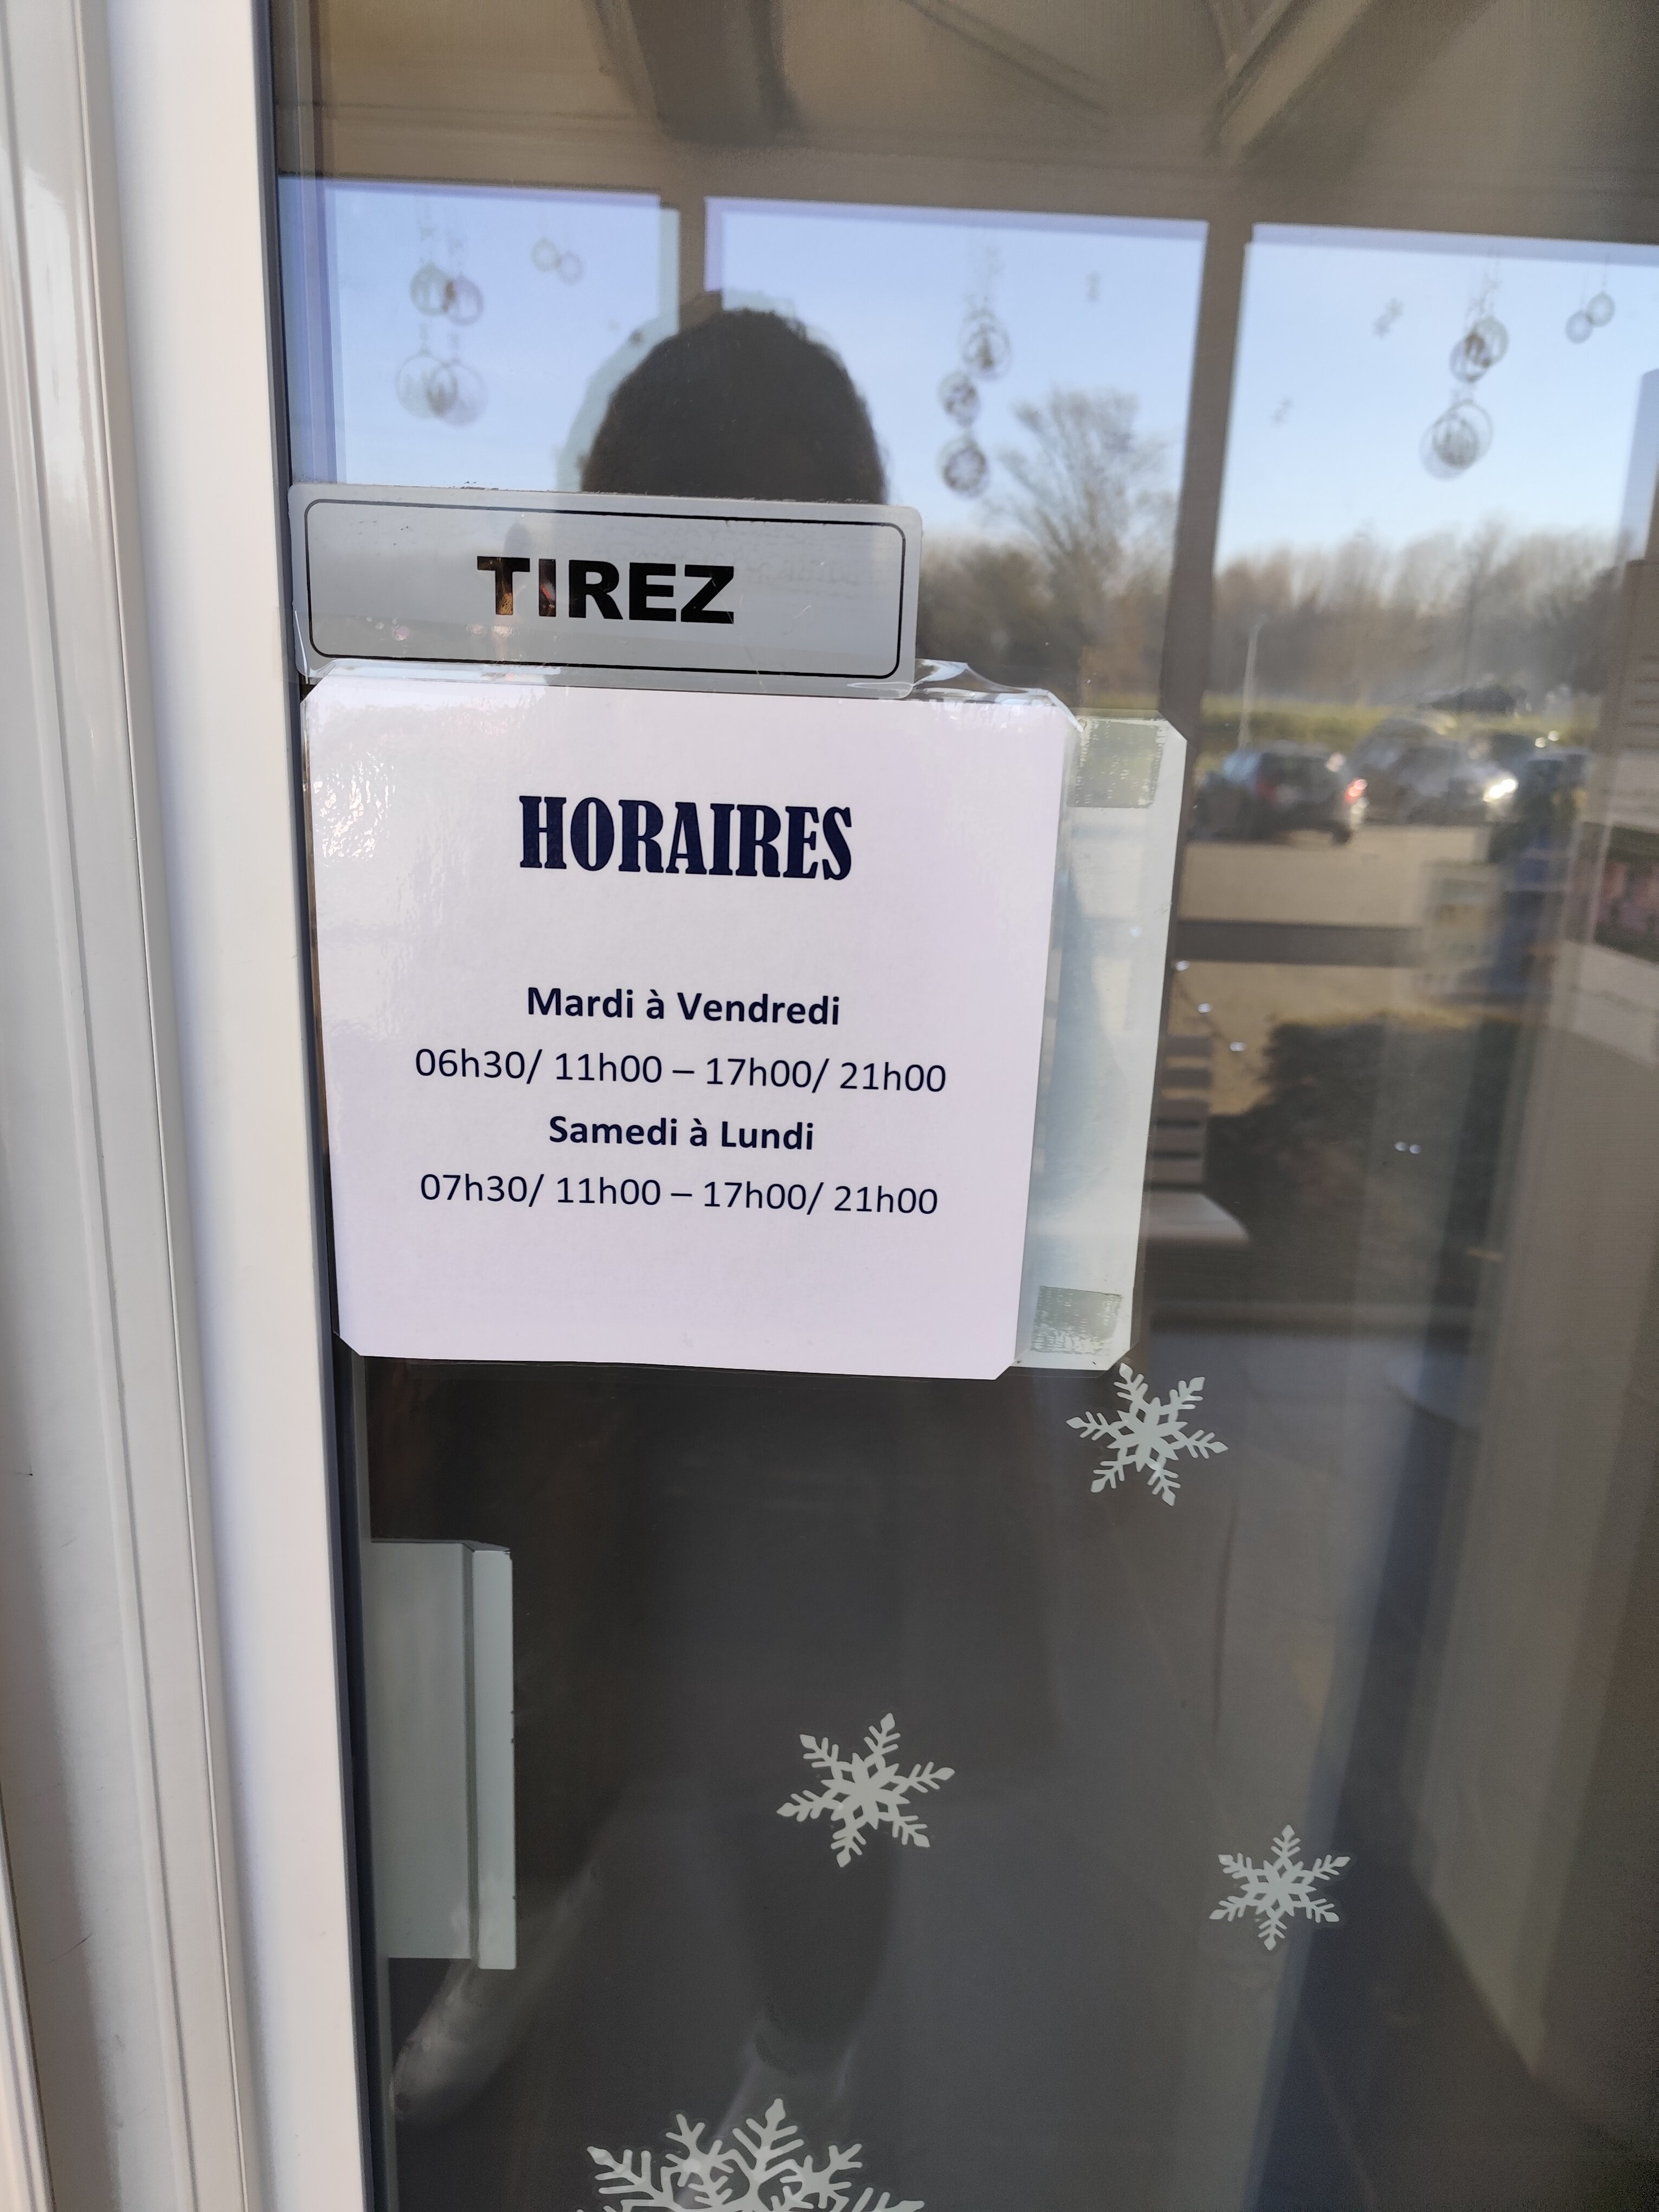 TIREZ
HORAIRES
Mardi à Vendredi
06h30/ 11h00 – 17h00/ 21h00
Samedi à Lundi
07h30/ 11h00 – 17h00/ 21h00